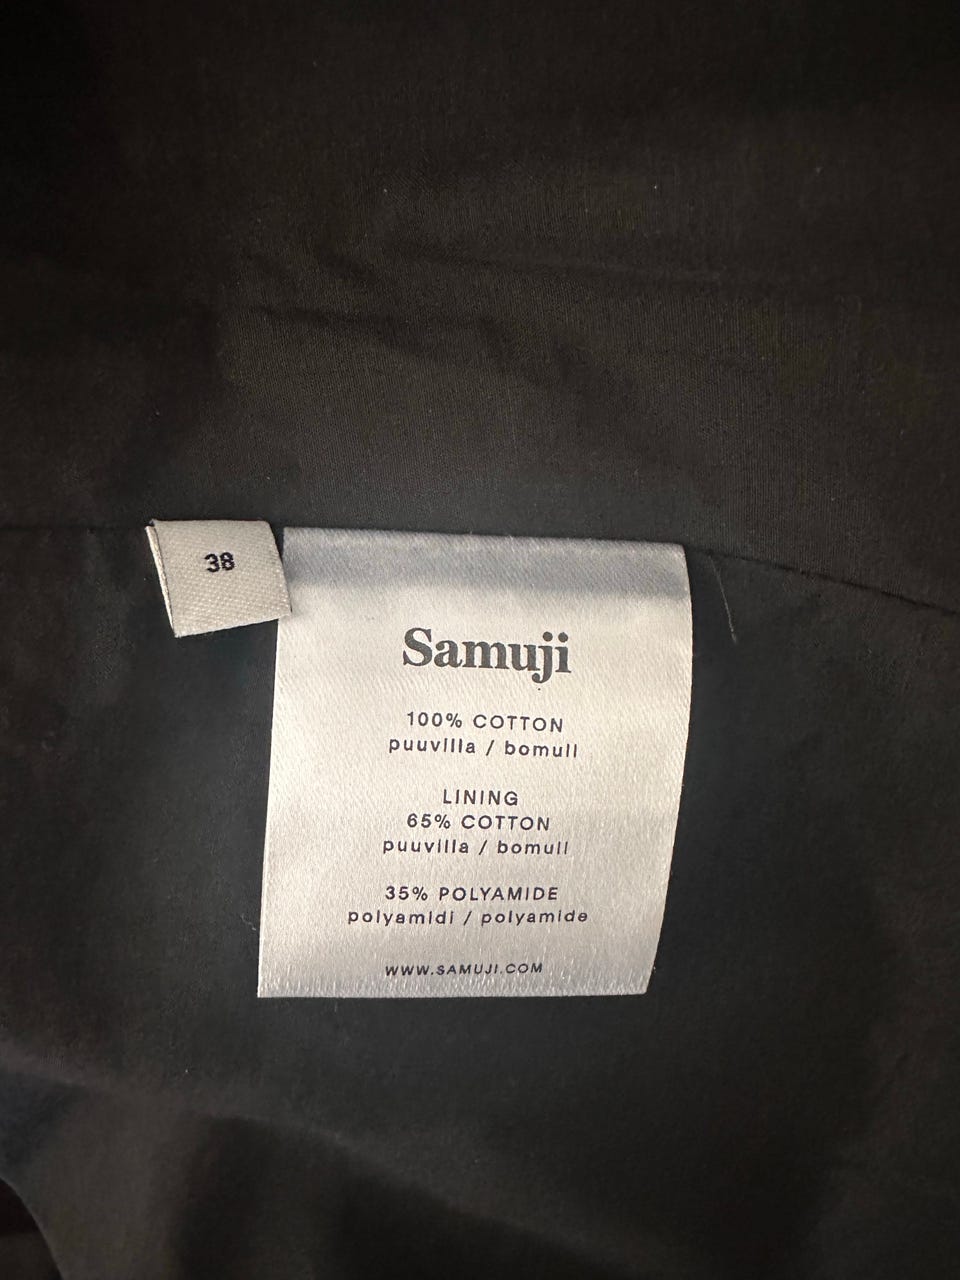 38
Samuji
100% COTTON
puuvilla / bomull
LINING
65% COTTON
puuvilla / bomull
35% POLYAMIDE
polyamidi / polyamide
WWW.SAMUJI.COM